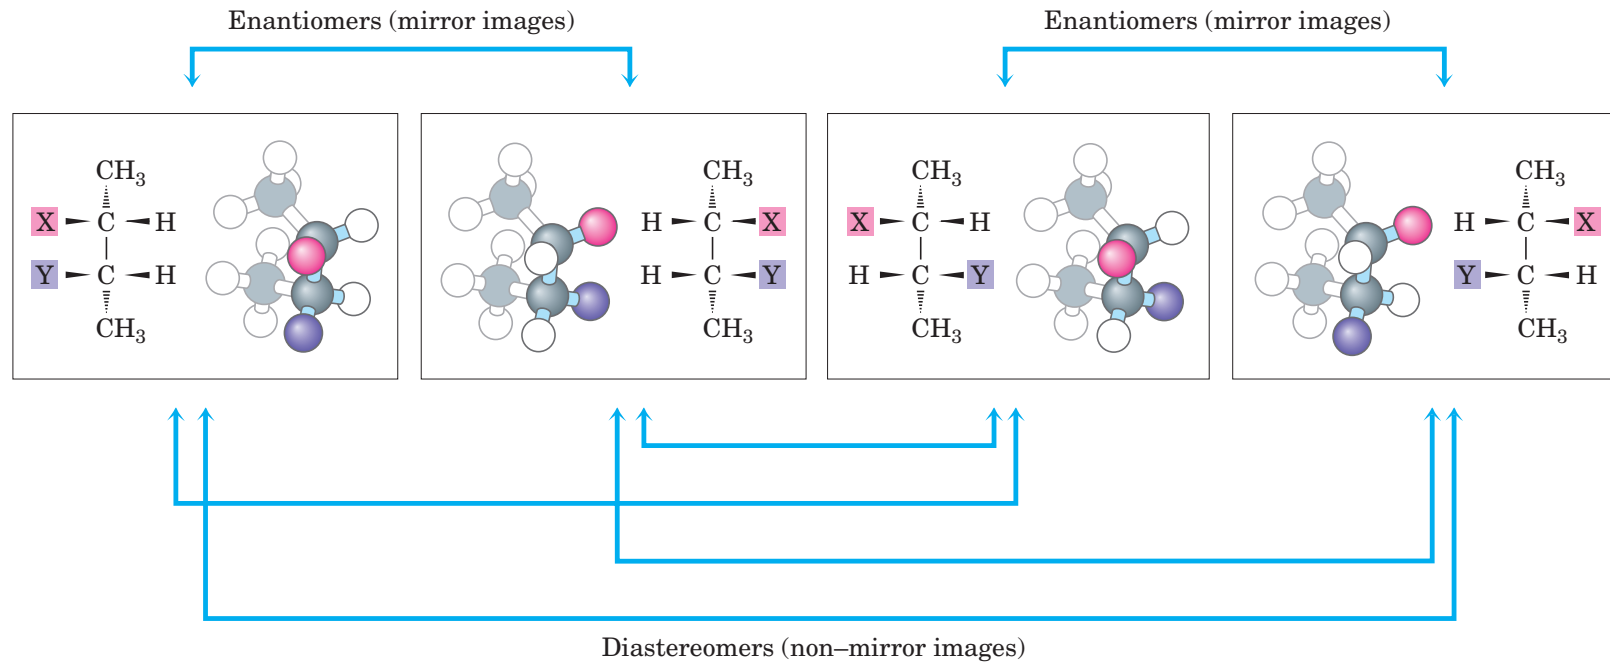 Enantiomers (mirror images)
Enantiomers (mirror images)
CH₃
X C H
Y C H
CH₃
CH₃
H C X
H C Y
CH₃
CH₃
X C H
H C Y
CH₃
CH₃
H C X
Y C H
CH₃
Diastereomers (non–mirror images)